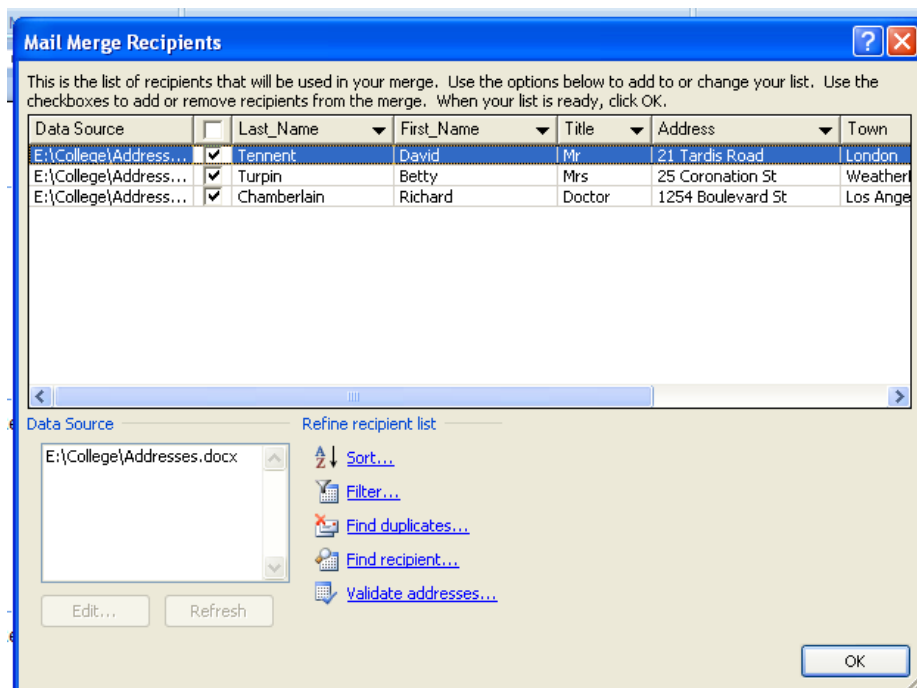 Mail Merge Recipients
This is the list of recipients that will be used in your merge. Use the options below to add to or change your list. Use the
checkboxes to add or remove recipients from the merge. When your list is ready, click OK.
Data Source Last_Name First_Name Title Address Town
E:\College\Address... Tennent David Mr 21 Tardis Road London
E:\College\Address... Turpin Betty Mrs 25 Coronation St
E:\College\Address... Chamberlain Richard Doctor 1254 Boulevard St Los Ange
Data Source Refine recipient list
E:\College\Addresses.docx
Sort...
Filter...
Find duplicates...
Find recipient...
Validate addresses...
Edit... Refresh
OK